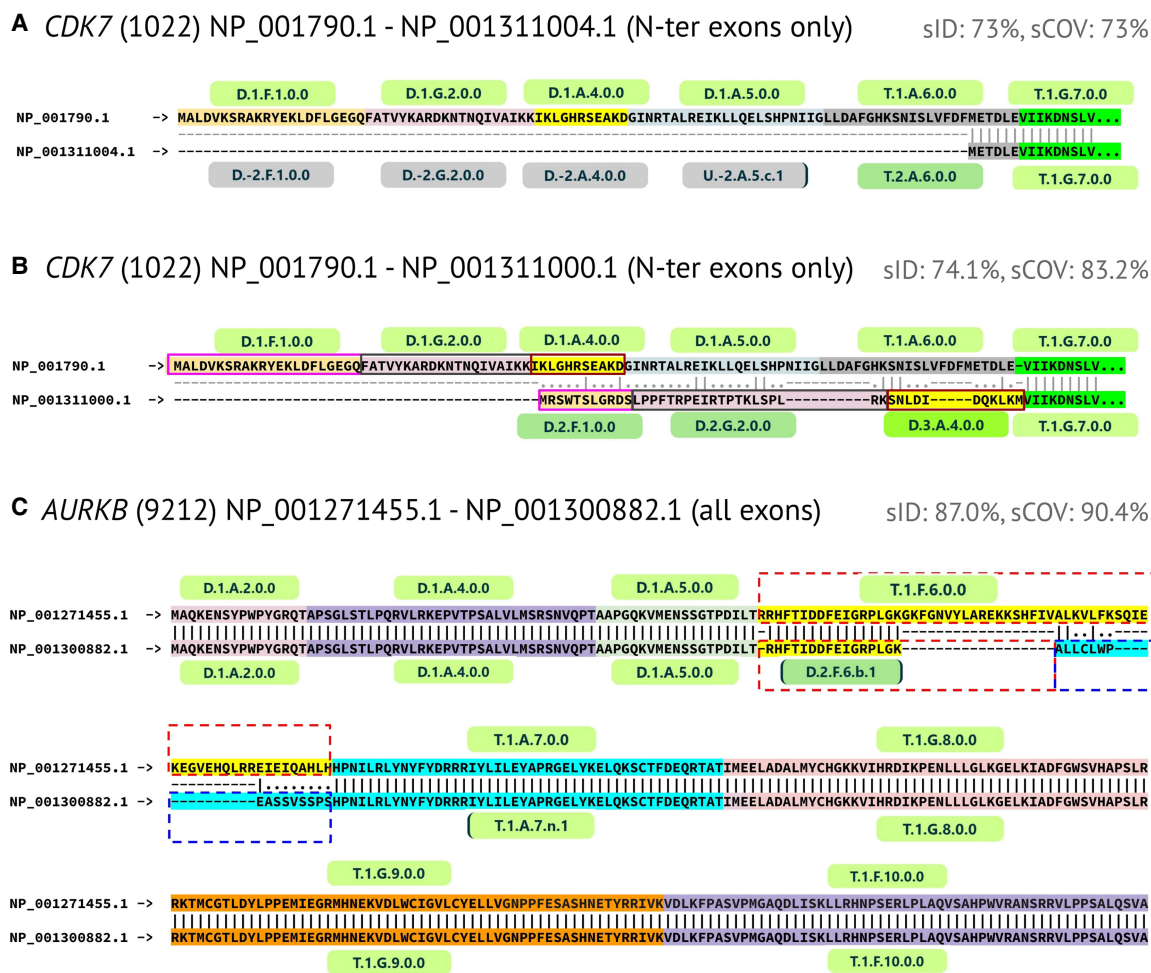 A CDK7 (1022) NP_001790.1 - NP_001311004.1 (N-ter exons only) sID: 73%, sCOV: 73%
D.1.F.1.0.0 D.1.G.2.0.0 D.1.A.4.0.0 D.1.A.5.0.0 T.1.A.6.0.0 T.1.G.7.0.0
NP_001790.1 -> MALDVKSRAKRYEKLDFLGEGQFATVYKARDKNTNQIVAIKKIKLGHRSEAKDGINRTALREIKLLQELSHPNIIGLLDAFGHKSNISLVFDFMETDLEVIIKDNSLV...
NP_001311004.1 -> METDLEVIIKDNSLV...
D.-2.F.1.0.0 D.-2.G.2.0.0 D.-2.A.4.0.0 U.-2.A.5.c.1 T.2.A.6.0.0 T.1.G.7.0.0
B CDK7 (1022) NP_001790.1 - NP_001311000.1 (N-ter exons only) sID: 74.1%, sCOV: 83.2%
D.1.F.1.0.0 D.1.G.2.0.0 D.1.A.4.0.0 D.1.A.5.0.0 T.1.A.6.0.0 T.1.G.7.0.0
NP_001790.1 -> MALDVKSRAKRYEKLDFLGEGQFATVYKARDKNTNQIVAIKKIKLGHRSEAKDGINRTALREIKLLQELSHPNIIGLLDAFGHKSNISLVFDFMETDLE-VIIKDNSLV...
NP_001311000.1 -> MRSWTSLGRDSLPPFTRPEIRTPTKLSPL----------RKSNLDI-----DQKLKMVIIKDNSLV...
D.2.F.1.0.0 D.2.G.2.0.0 D.3.A.4.0.0 T.1.G.7.0.0
C AURKB (9212) NP_001271455.1 - NP_001300882.1 (all exons) sID: 87.0%, sCOV: 90.4%
D.1.A.2.0.0 D.1.A.4.0.0 D.1.A.5.0.0 T.1.F.6.0.0
NP_001271455.1 -> MAQKENSYPWPYGRQTAPSGLSTLPQRVLRKEPVTPSALVLMSRSNVQPTAAPGQKVMENSSGTPDILTRRHFTIDDFEIGRPLGKGKFGNVYLAREKKSHFIVALKVLFKSQIE
NP_001300882.1 -> MAQKENSYPWPYGRQTAPSGLSTLPQRVLRKEPVTPSALVLMSRSNVQPTAAPGQKVMENSSGTPDILT-RHFTIDDFEIGRPLGK------------------ALLCLWP----
D.1.A.2.0.0 D.1.A.4.0.0 D.1.A.5.0.0 D.2.F.6.b.1
T.1.A.7.0.0 T.1.G.8.0.0
NP_001271455.1 -> KEGVEHQLRREIEIQAHLHHPNILRLYNYFYDRRRIYLILEYAPRGELYKELQKSCTFDEQRTATIMEELADALMYCHGKKVIHRDIKPENLLLGLKGELKIADFGWSVHAPSLR
NP_001300882.1 -> ----------EASSVSSPSHPNILRLYNYFYDRRRIYLILEYAPRGELYKELQKSCTFDEQRTATIMEELADALMYCHGKKVIHRDIKPENLLLGLKGELKIADFGWSVHAPSLR
T.1.A.7.n.1 T.1.G.8.0.0
T.1.G.9.0.0 T.1.F.10.0.0
NP_001271455.1 -> RKTMCGTLDYLPPEMIEGRMHNEKVDLWCIGVLCYELLVGNPPFESASHNETYRRIVKVDLKFPASVPMGAQDLISKLLRHNPSERLPLAQVSAHPWVRANSRRVLPPSALQSVA
NP_001300882.1 -> RKTMCGTLDYLPPEMIEGRMHNEKVDLWCIGVLCYELLVGNPPFESASHNETYRRIVKVDLKFPASVPMGAQDLISKLLRHNPSERLPLAQVSAHPWVRANSRRVLPPSALQSVA
T.1.G.9.0.0 T.1.F.10.0.0